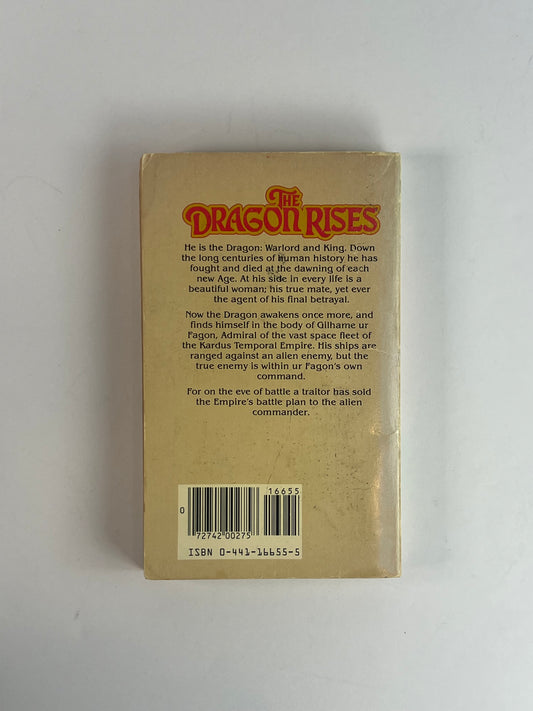 THE
DRAGON RISES
He is the Dragon: Warlord and King. Down
the long centuries of human history he has
fought and died at the dawning of each
new Age. At his side in every life is a
beautiful woman; his true mate, yet ever
the agent of his final betrayal.
Now the Dragon awakens once more, and
finds himself in the body of Gilhame ur
Fagon, Admiral of the vast space fleet of
the Kardus Temporal Empire. His ships are
ranged against an alien enemy, but the
true enemy is within ur Fagon's own
command.
For on the eve of battle a traitor has sold
the Empire's battle plan to the alien
commander.
16655
0
72742 00275
ISBN 0-441-16655-5